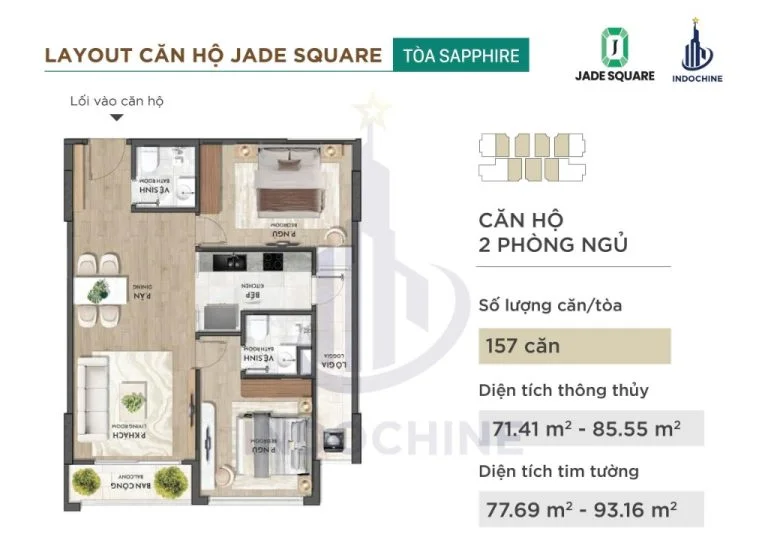 LAYOUT CĂN HỘ JADE SQUARE
TÒA SAPPHIRE
J
JADE SQUARE
INDOCHINE
Lối vào căn hộ
VỆ SINH
BATHROOM
P.NGỦ
BEDROOM
P.ĂN
DINING
BẾP
KITCHEN
VỆ SINH
BATHROOM
LÔ GIA
LOGGIA
P.KHÁCH
LIVING ROOM
P.NGỦ
BEDROOM
BAN CÔNG
BALCONY
INDOCHINE
CĂN HỘ
2 PHÒNG NGỦ
Số lượng căn/tòa
157 căn
Diện tích thông thủy
71.41 m² - 85.55 m²
Diện tích tim tường
77.69 m² - 93.16 m²